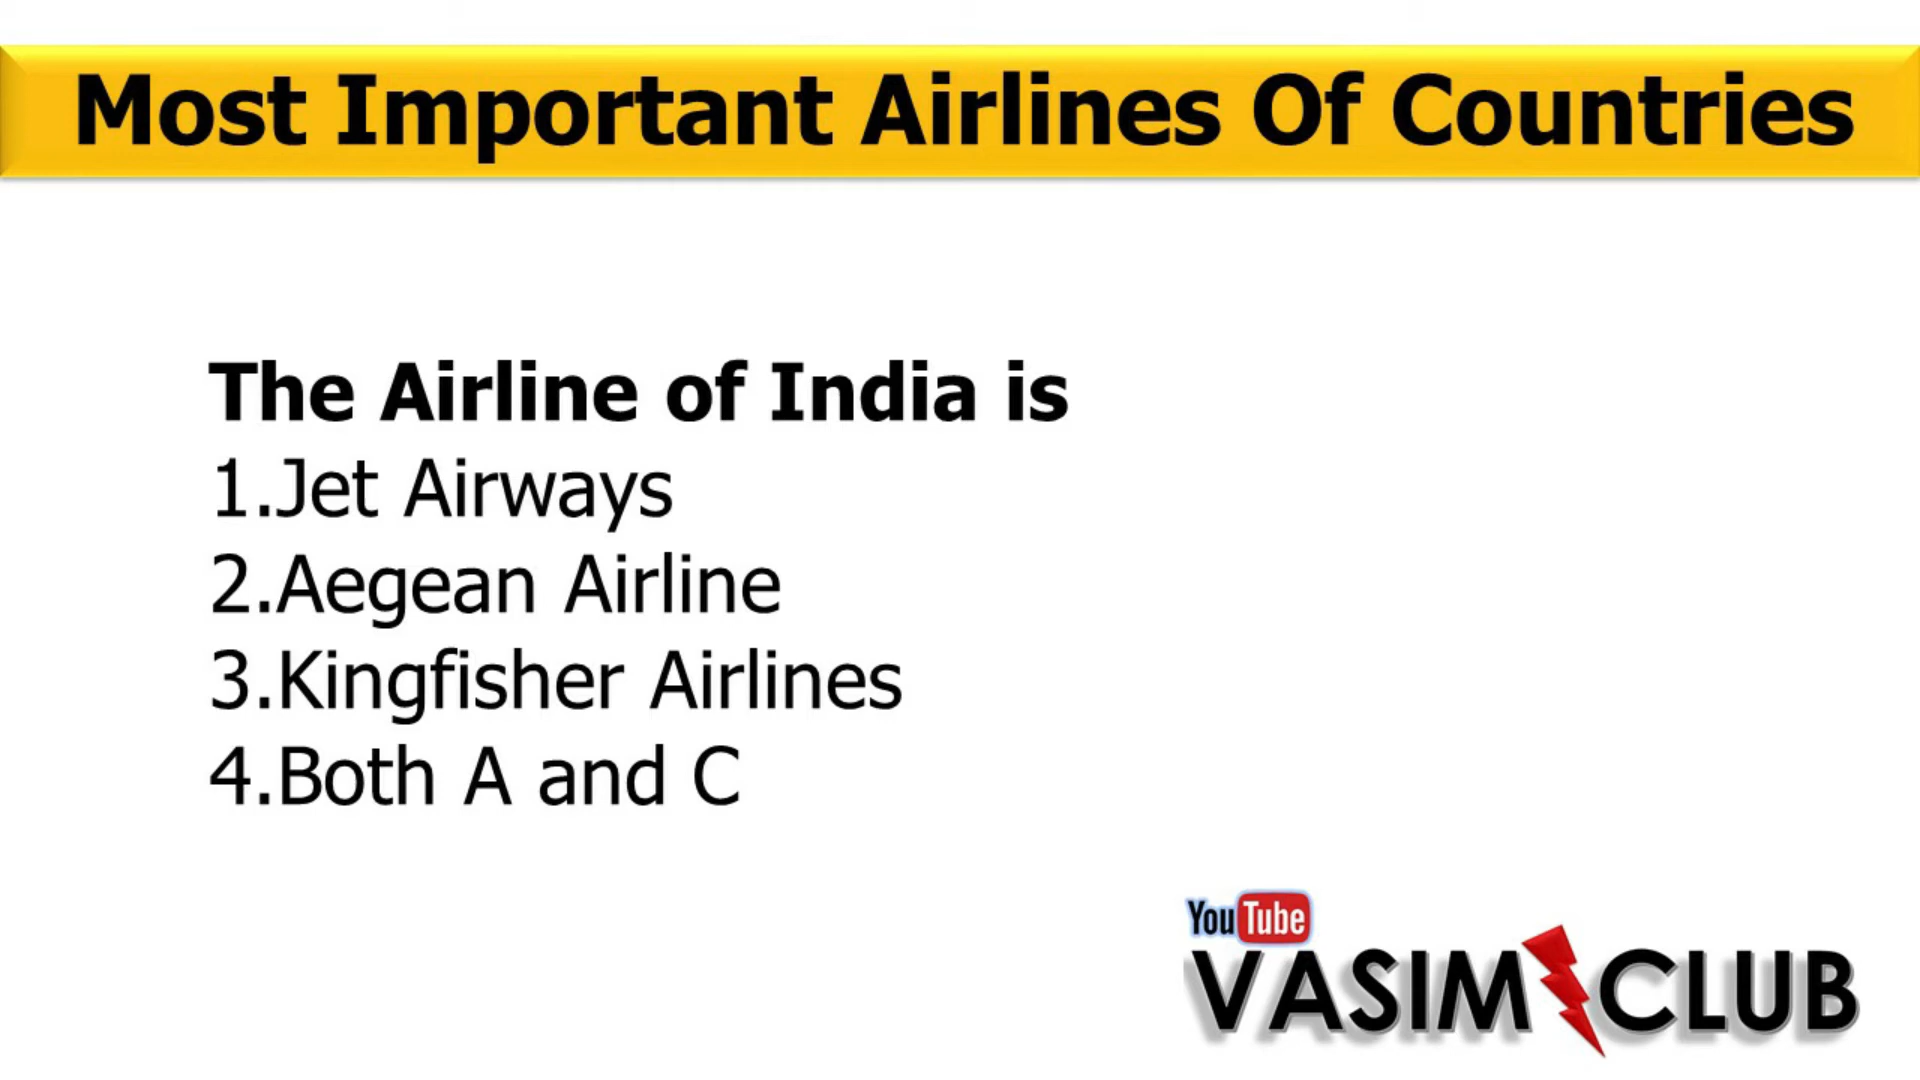 Most Important Airlines Of Countries
The Airline of India is
1.Jet Airways
2.Aegean Airline
3.Kingfisher Airlines
4.Both A and C
YouTube
VASIM CLUB